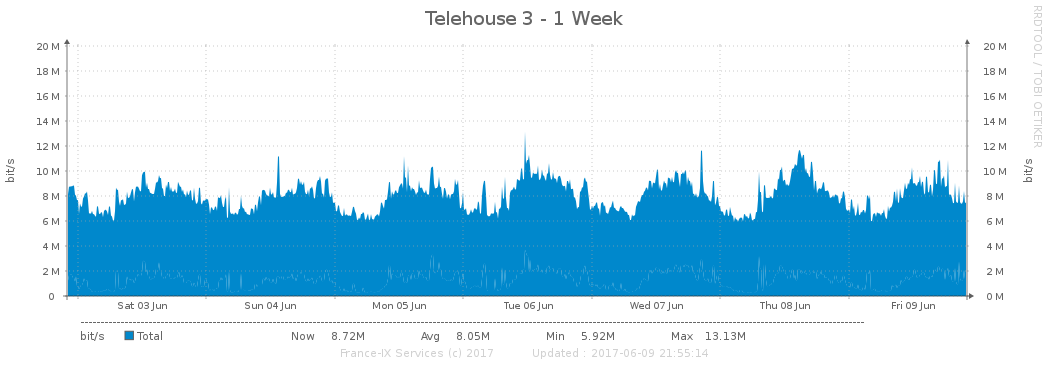 Telehouse 3 - 1 Week
RRDTOOL / TOBI OETIKER
20 M 20 M
18 M 18 M
16 M 16 M
14 M 14 M
12 M 12 M
10 M 10 M
8 M 8 M
6 M 6 M
4 M 4 M
2 M 2 M
0 0 M
bit/s
bit/s
Sat 03 Jun Sun 04 Jun Mon 05 Jun Tue 06 Jun Wed 07 Jun Thu 08 Jun Fri 09 Jun
bit/s Total Now 8.72M Avg 8.05M Min 5.92M Max 13.13M
France-IX Services (c) 2017 Updated : 2017-06-09 21:55:14